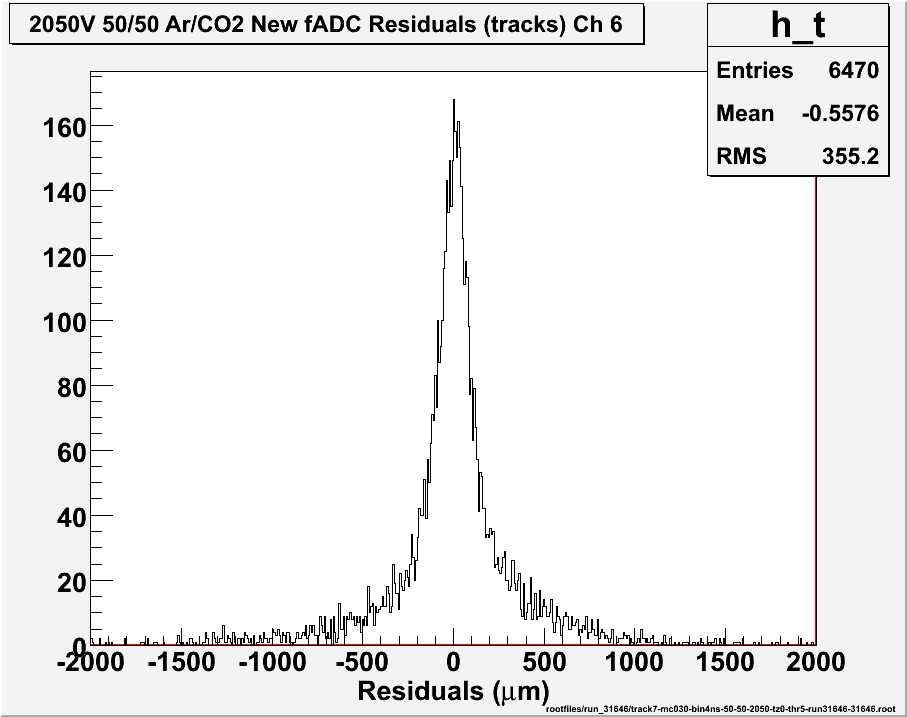 2050V 50/50 Ar/CO2 New fADC Residuals (tracks) Ch 6
h_t
Entries 6470
Mean -0.5576
RMS 355.2
160
140
120
100
80
60
40
20
0
-2000 -1500 -1000 -500 0 500 1000 1500 2000
Residuals (μm)
rootfiles/run_31646/track7-mc030-bin4ns-50-50-2050-tz0-thr5-run31646-31646.root